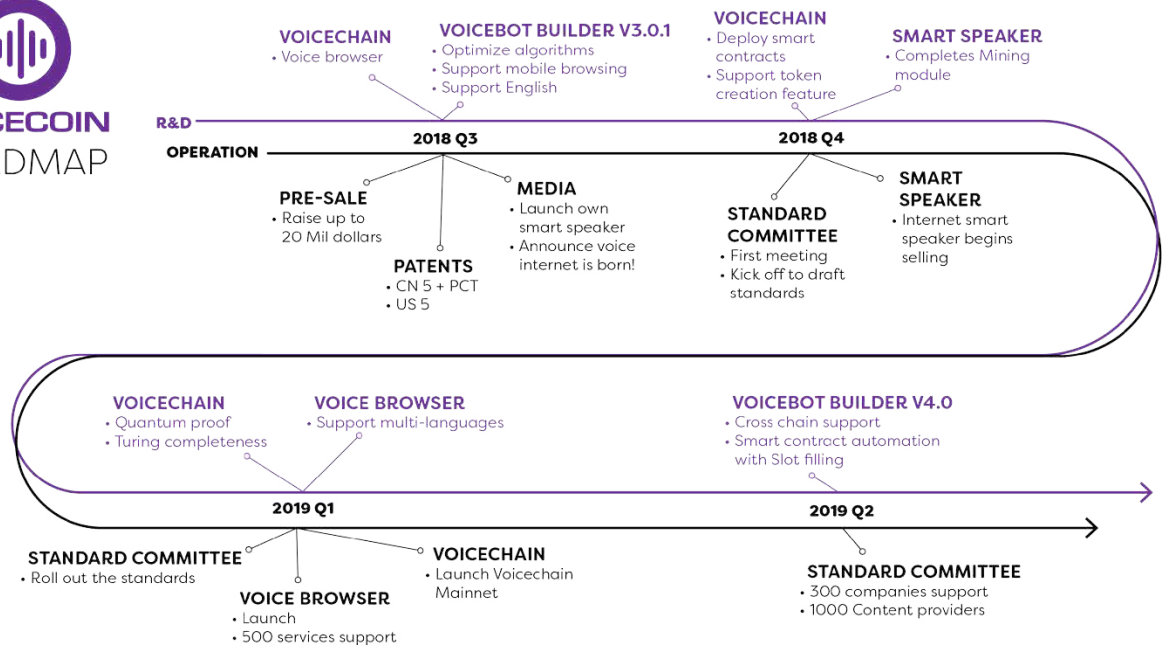 CECOIN
DMAP
VOICECHAIN
• Voice browser
VOICEBOT BUILDER V3.0.1
• Optimize algorithms
• Support mobile browsing
• Support English
VOICECHAIN
• Deploy smart
contracts
• Support token
creation feature
SMART SPEAKER
• Completes Mining
module
R&D
2018 Q3
2018 Q4
OPERATION
PRE-SALE
• Raise up to
20 Mil dollars
PATENTS
• CN 5 + PCT
• US 5
MEDIA
• Launch own
smart speaker
• Announce voice
internet is born!
STANDARD
COMMITTEE
• First meeting
• Kick off to draft
standards
SMART
SPEAKER
• Internet smart
speaker begins
selling
VOICECHAIN
• Quantum proof
• Turing completeness
VOICE BROWSER
• Support multi-languages
VOICEBOT BUILDER V4.0
• Cross chain support
• Smart contract automation
with Slot filling
2019 Q1
2019 Q2
STANDARD COMMITTEE
• Roll out the standards
VOICE BROWSER
• Launch
• 500 services support
VOICECHAIN
• Launch Voicechain
Mainnet
STANDARD COMMITTEE
• 300 companies support
• 1000 Content providers